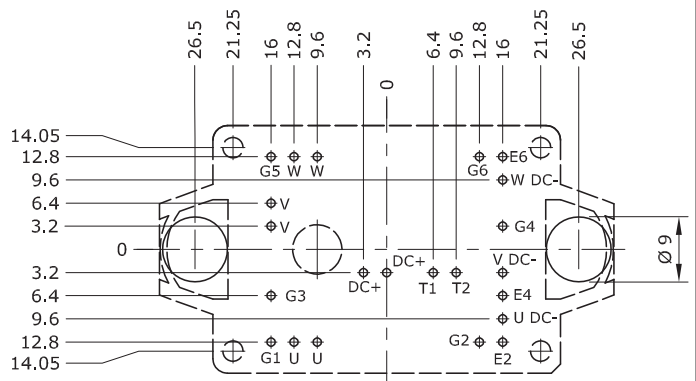 26.5 21.25 16 12.8 9.6 3.2 0 6.4 9.6 12.8 16 21.25 26.5
14.05
12.8 G5 W W G6 E6
9.6 W DC-
6.4 V
3.2 V G4
0 DC+ V DC- Ø 9
3.2 DC+ T1 T2
6.4 G3 E4
9.6 U DC-
12.8 G1 U U G2 E2
14.05